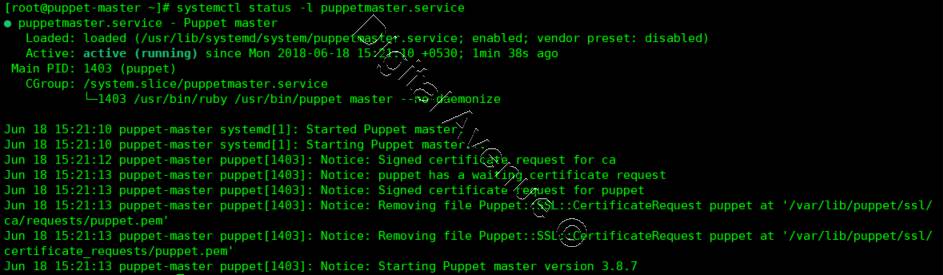 [root@puppet-master ~]# systemctl status -l puppetmaster.service
● puppetmaster.service - Puppet master
   Loaded: loaded (/usr/lib/systemd/system/puppetmaster.service; enabled; vendor preset: disabled)
   Active: active (running) since Mon 2018-06-18 15:21:10 +0530; 1min 38s ago
 Main PID: 1403 (puppet)
   CGroup: /system.slice/puppetmaster.service
           └─1403 /usr/bin/ruby /usr/bin/puppet master --no-daemonize
Jun 18 15:21:10 puppet-master systemd[1]: Started Puppet master.
Jun 18 15:21:10 puppet-master systemd[1]: Starting Puppet master...
Jun 18 15:21:12 puppet-master puppet[1403]: Notice: Signed certificate request for ca
Jun 18 15:21:13 puppet-master puppet[1403]: Notice: puppet has a waiting certificate request
Jun 18 15:21:13 puppet-master puppet[1403]: Notice: Signed certificate request for puppet
Jun 18 15:21:13 puppet-master puppet[1403]: Notice: Removing file Puppet::SSL::CertificateRequest puppet at '/var/lib/puppet/ssl/
ca/requests/puppet.pem'
Jun 18 15:21:13 puppet-master puppet[1403]: Notice: Removing file Puppet::SSL::CertificateRequest puppet at '/var/lib/puppet/ssl/
certificate_requests/puppet.pem'
Jun 18 15:21:13 puppet-master puppet[1403]: Notice: Starting Puppet master version 3.8.7